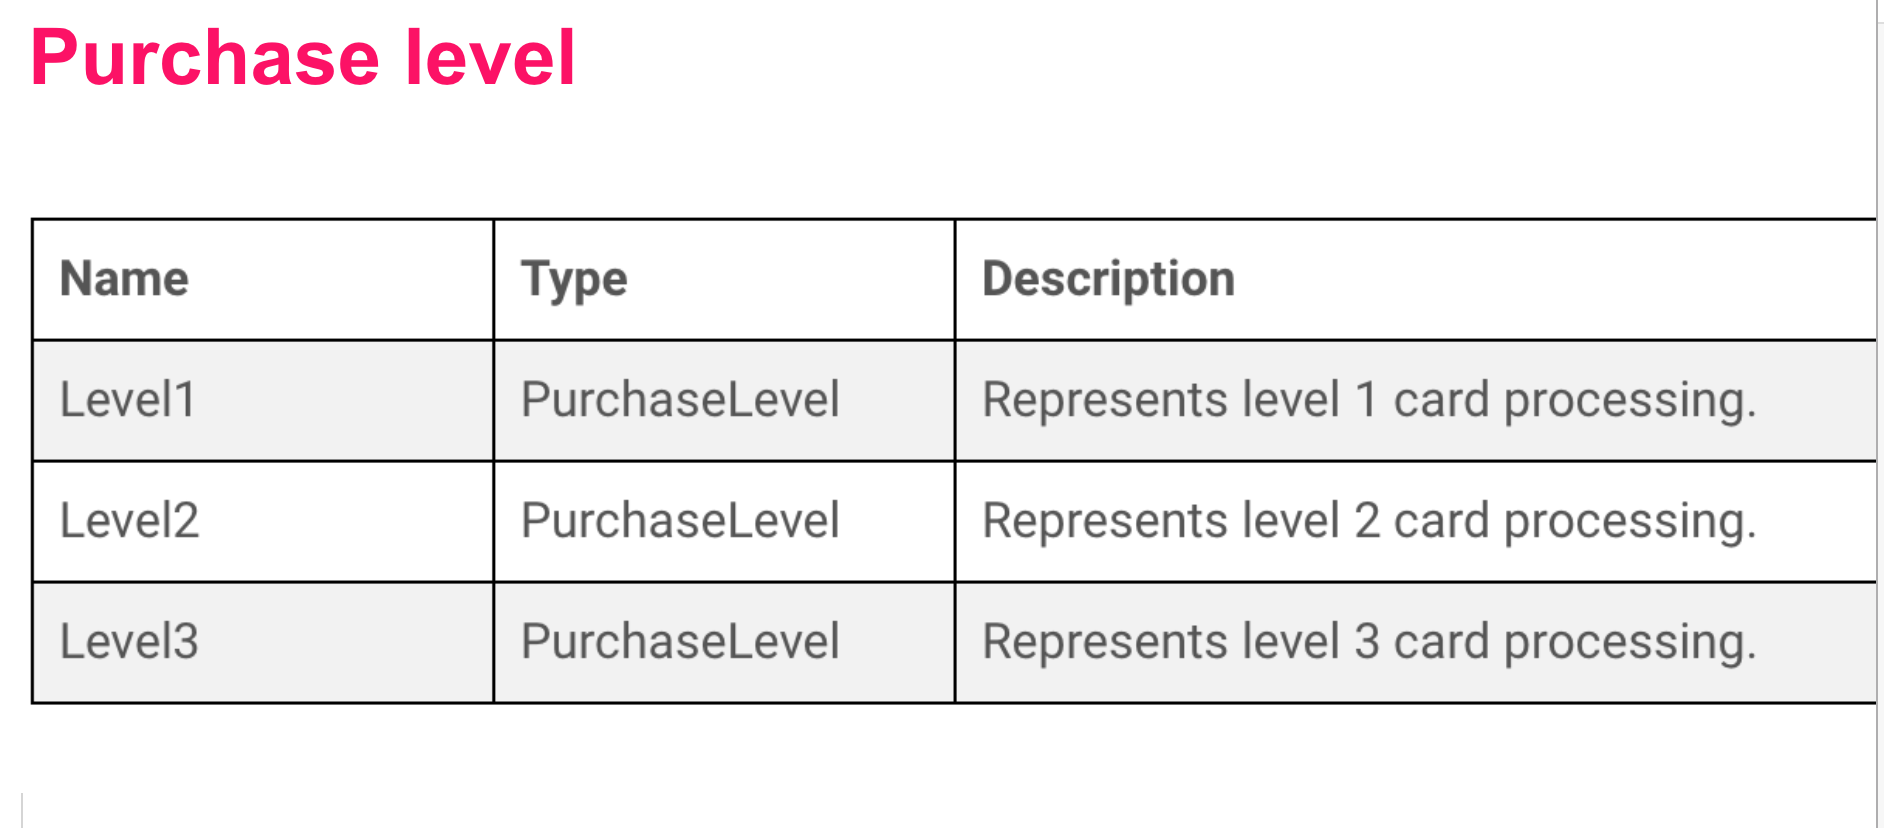 Purchase level
Name Type Description
Level1 PurchaseLevel Represents level 1 card processing.
Level2 PurchaseLevel Represents level 2 card processing.
Level3 PurchaseLevel Represents level 3 card processing.